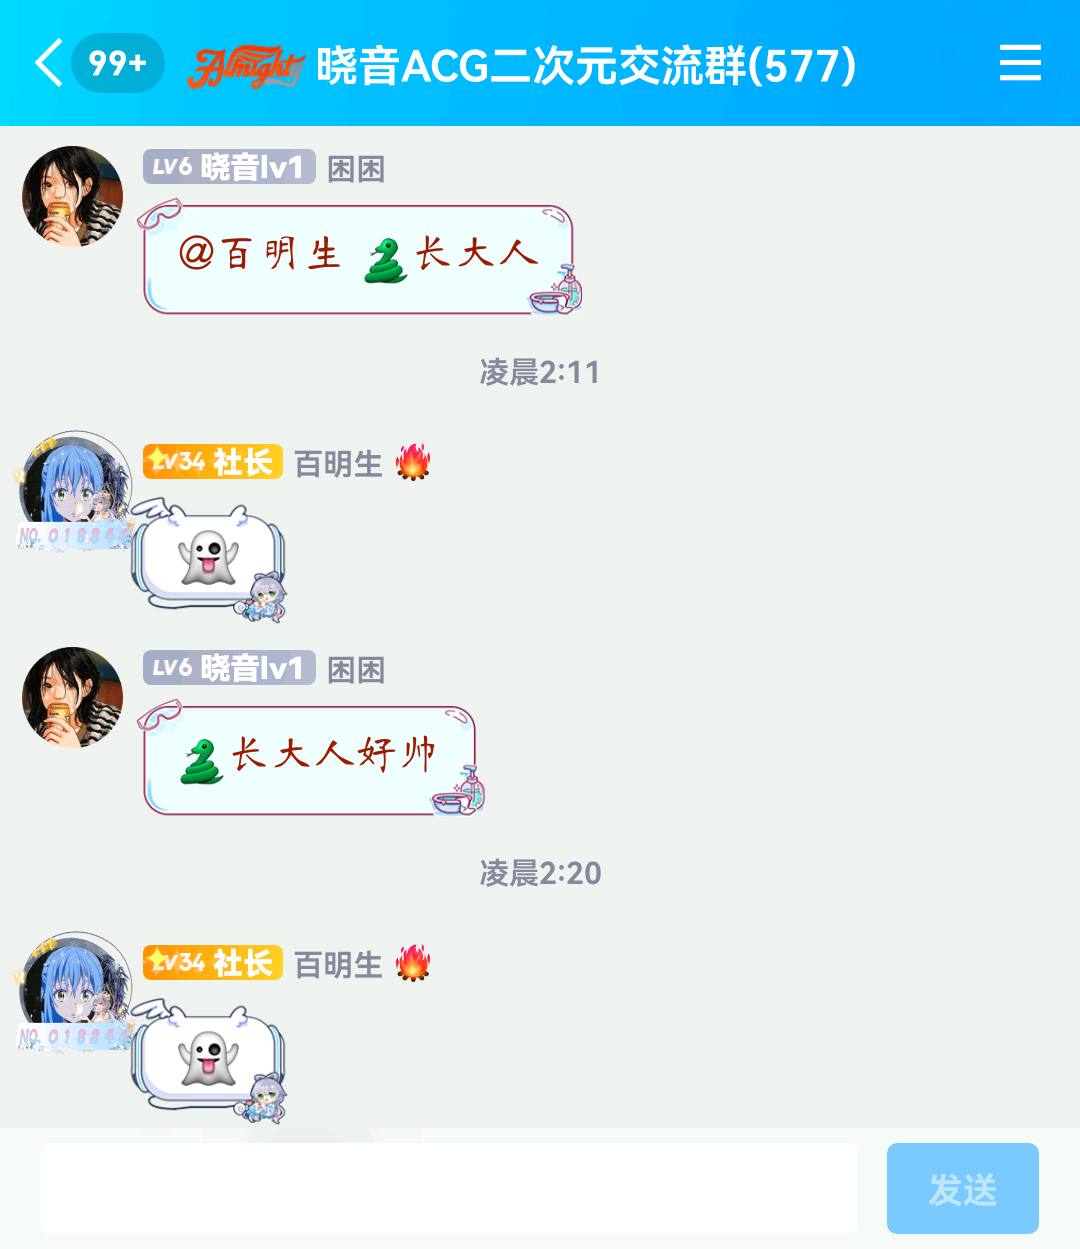 99+ Almight 晓音ACG二次元交流群(577)
LV6 晓音lv1 困困
@百明生 🐍长大人
凌晨2:11
LV34 社长 百明生 🔥
NO. 018844
👻
LV6 晓音lv1 困困
🐍长大人好帅
凌晨2:20
LV34 社长 百明生 🔥
NO. 018844
👻
发送